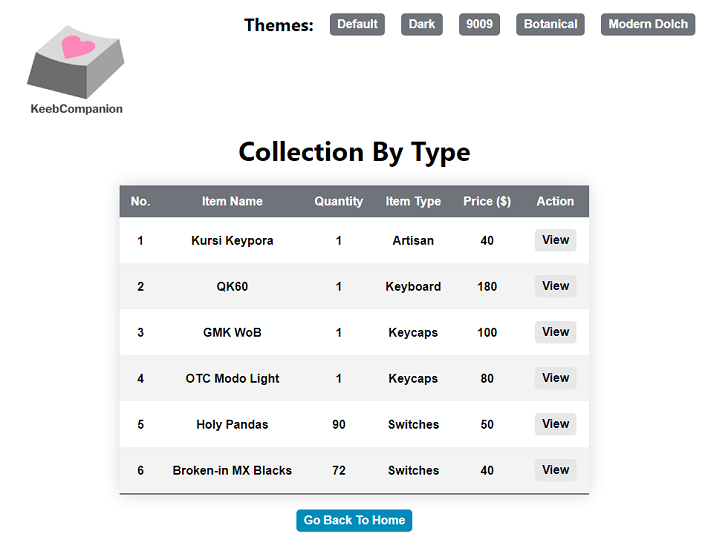 Themes: Default Dark 9009 Botanical Modern Dolch
KeebCompanion
Collection By Type
No. Item Name Quantity Item Type Price ($) Action
1 Kursi Keypora 1 Artisan 40 View
2 QK60 1 Keyboard 180 View
3 GMK WoB 1 Keycaps 100 View
4 OTC Modo Light 1 Keycaps 80 View
5 Holy Pandas 90 Switches 50 View
6 Broken-in MX Blacks 72 Switches 40 View
Go Back To Home